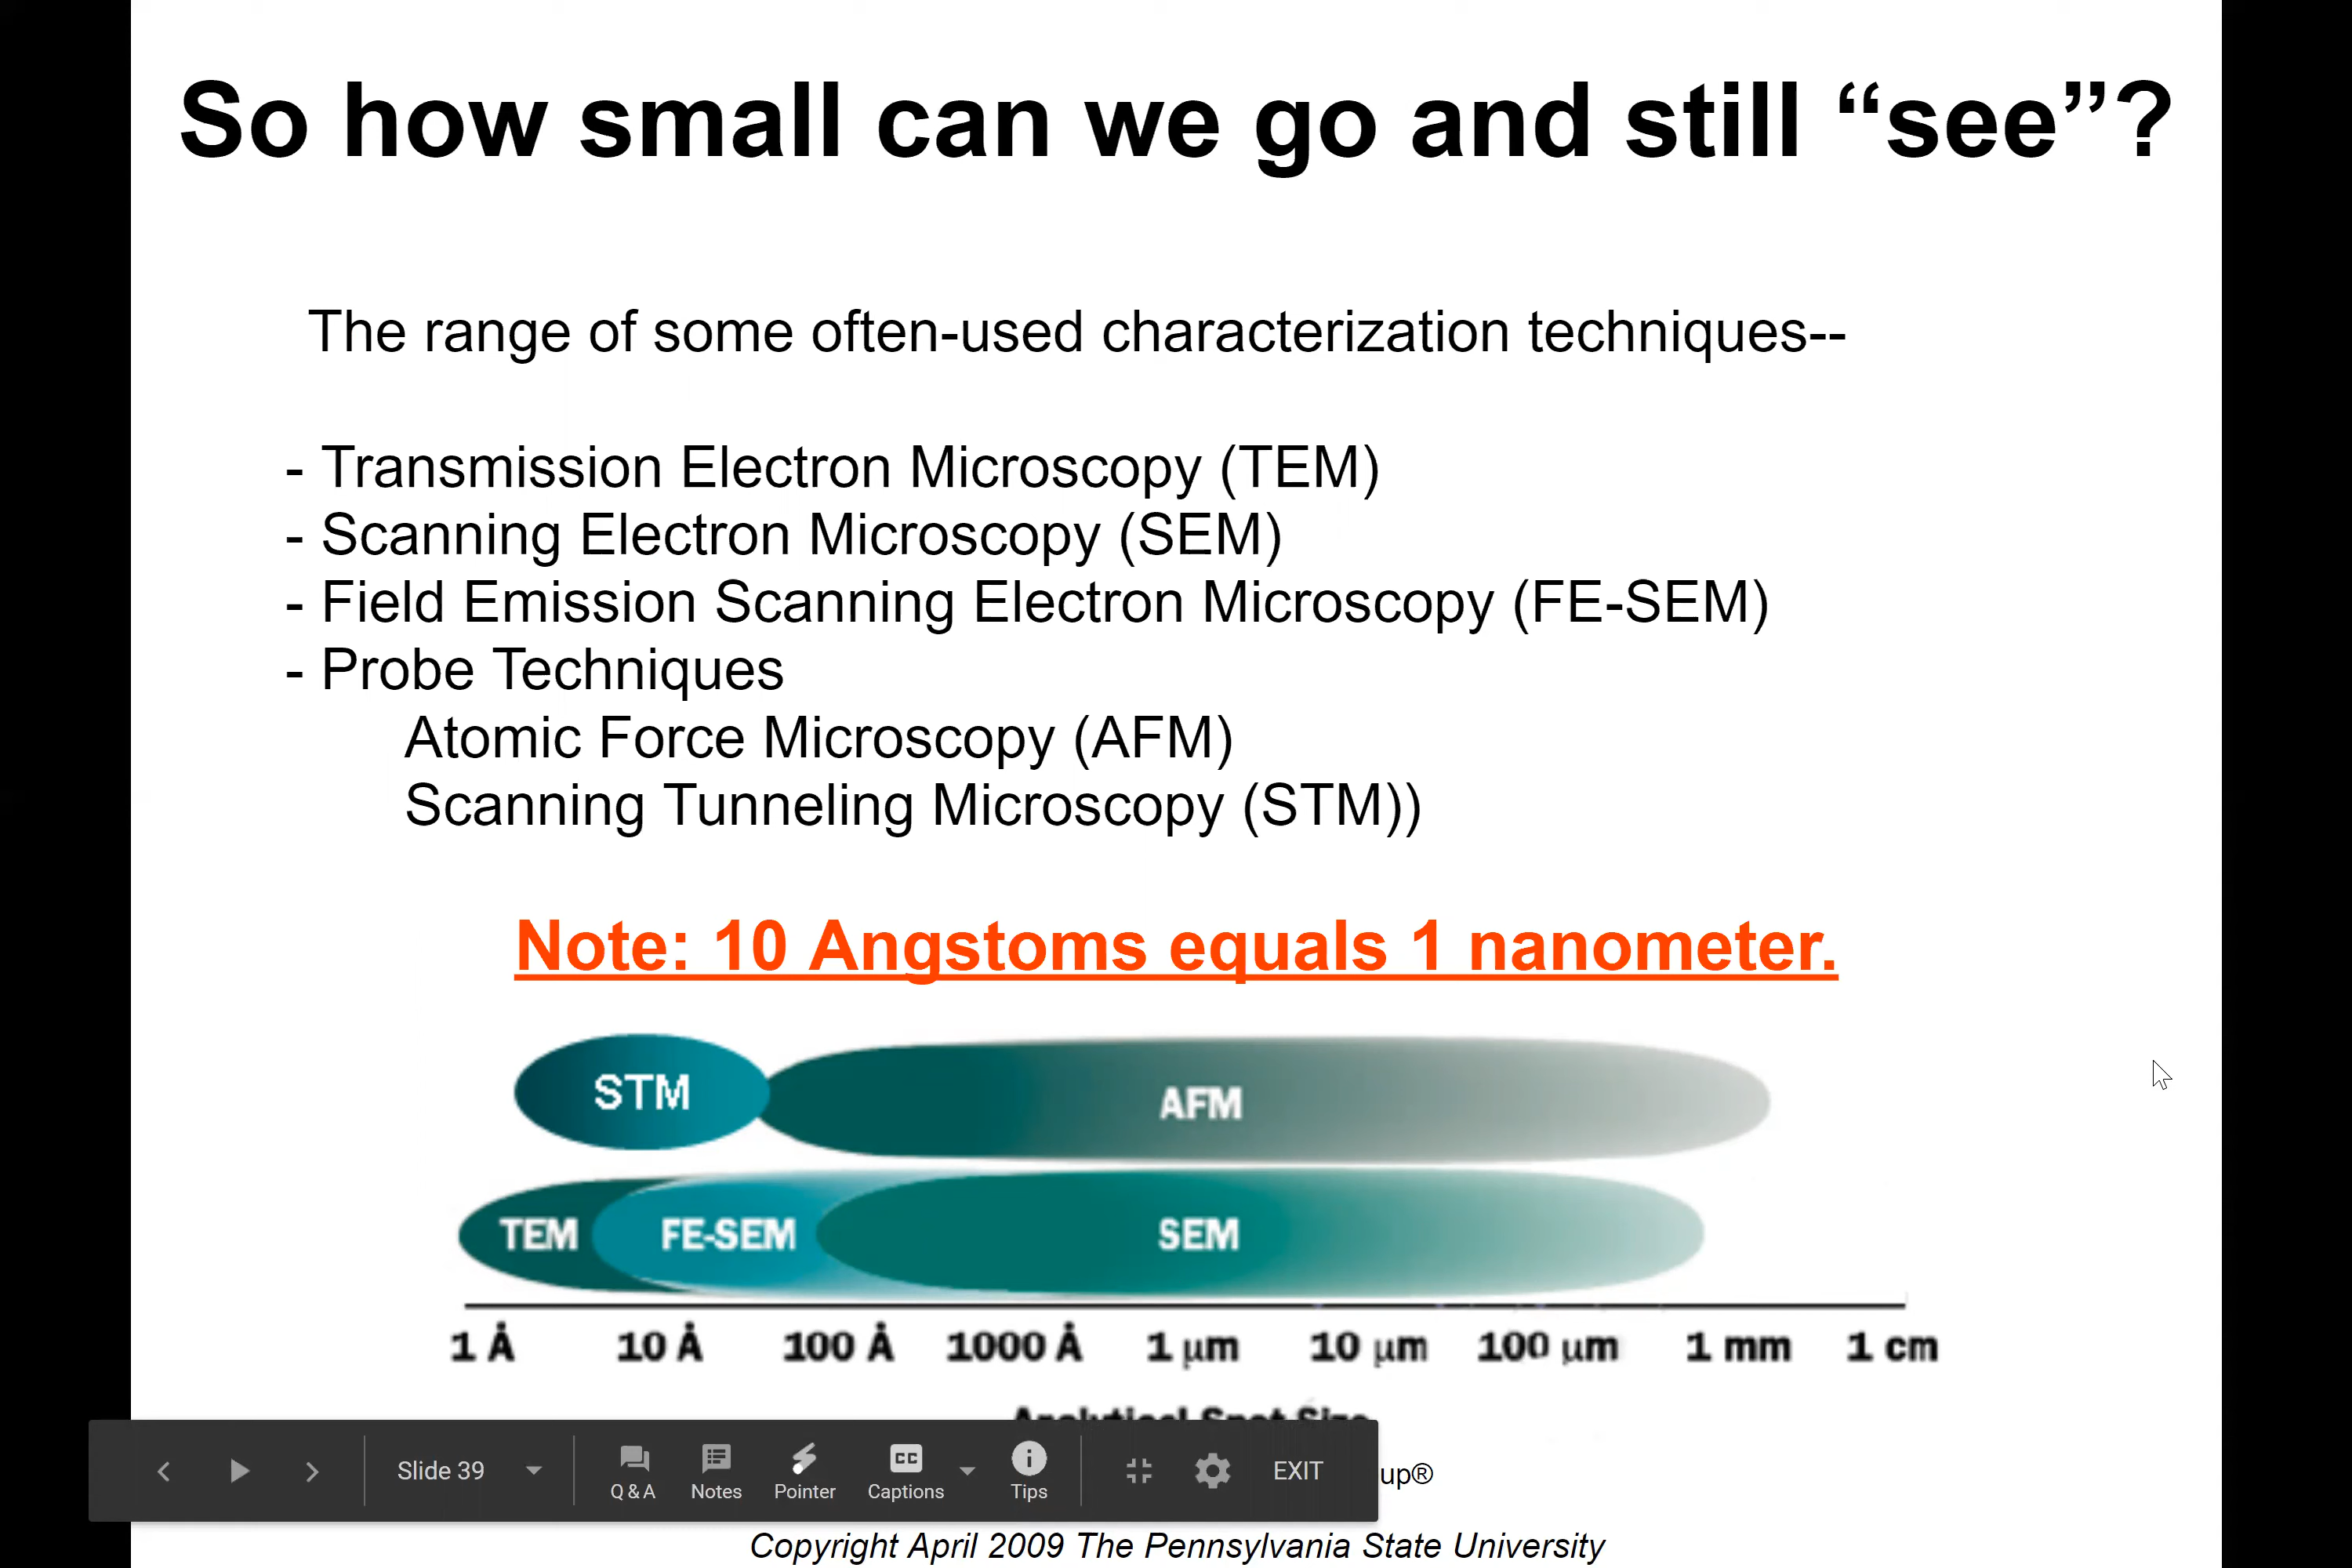 So how small can we go and still “see”?
The range of some often-used characterization techniques--
- Transmission Electron Microscopy (TEM)
- Scanning Electron Microscopy (SEM)
- Field Emission Scanning Electron Microscopy (FE-SEM)
- Probe Techniques
Atomic Force Microscopy (AFM)
Scanning Tunneling Microscopy (STM))
Note: 10 Angstoms equals 1 nanometer.
STM AFM
TEM FE-SEM SEM
1 Å 10 Å 100 Å 1000 Å 1 μm 10 μm 100 μm 1 mm 1 cm
Analytical Spot Size
Slide 39 Q & A Notes Pointer CC Captions Tips EXIT
up®
Copyright April 2009 The Pennsylvania State University